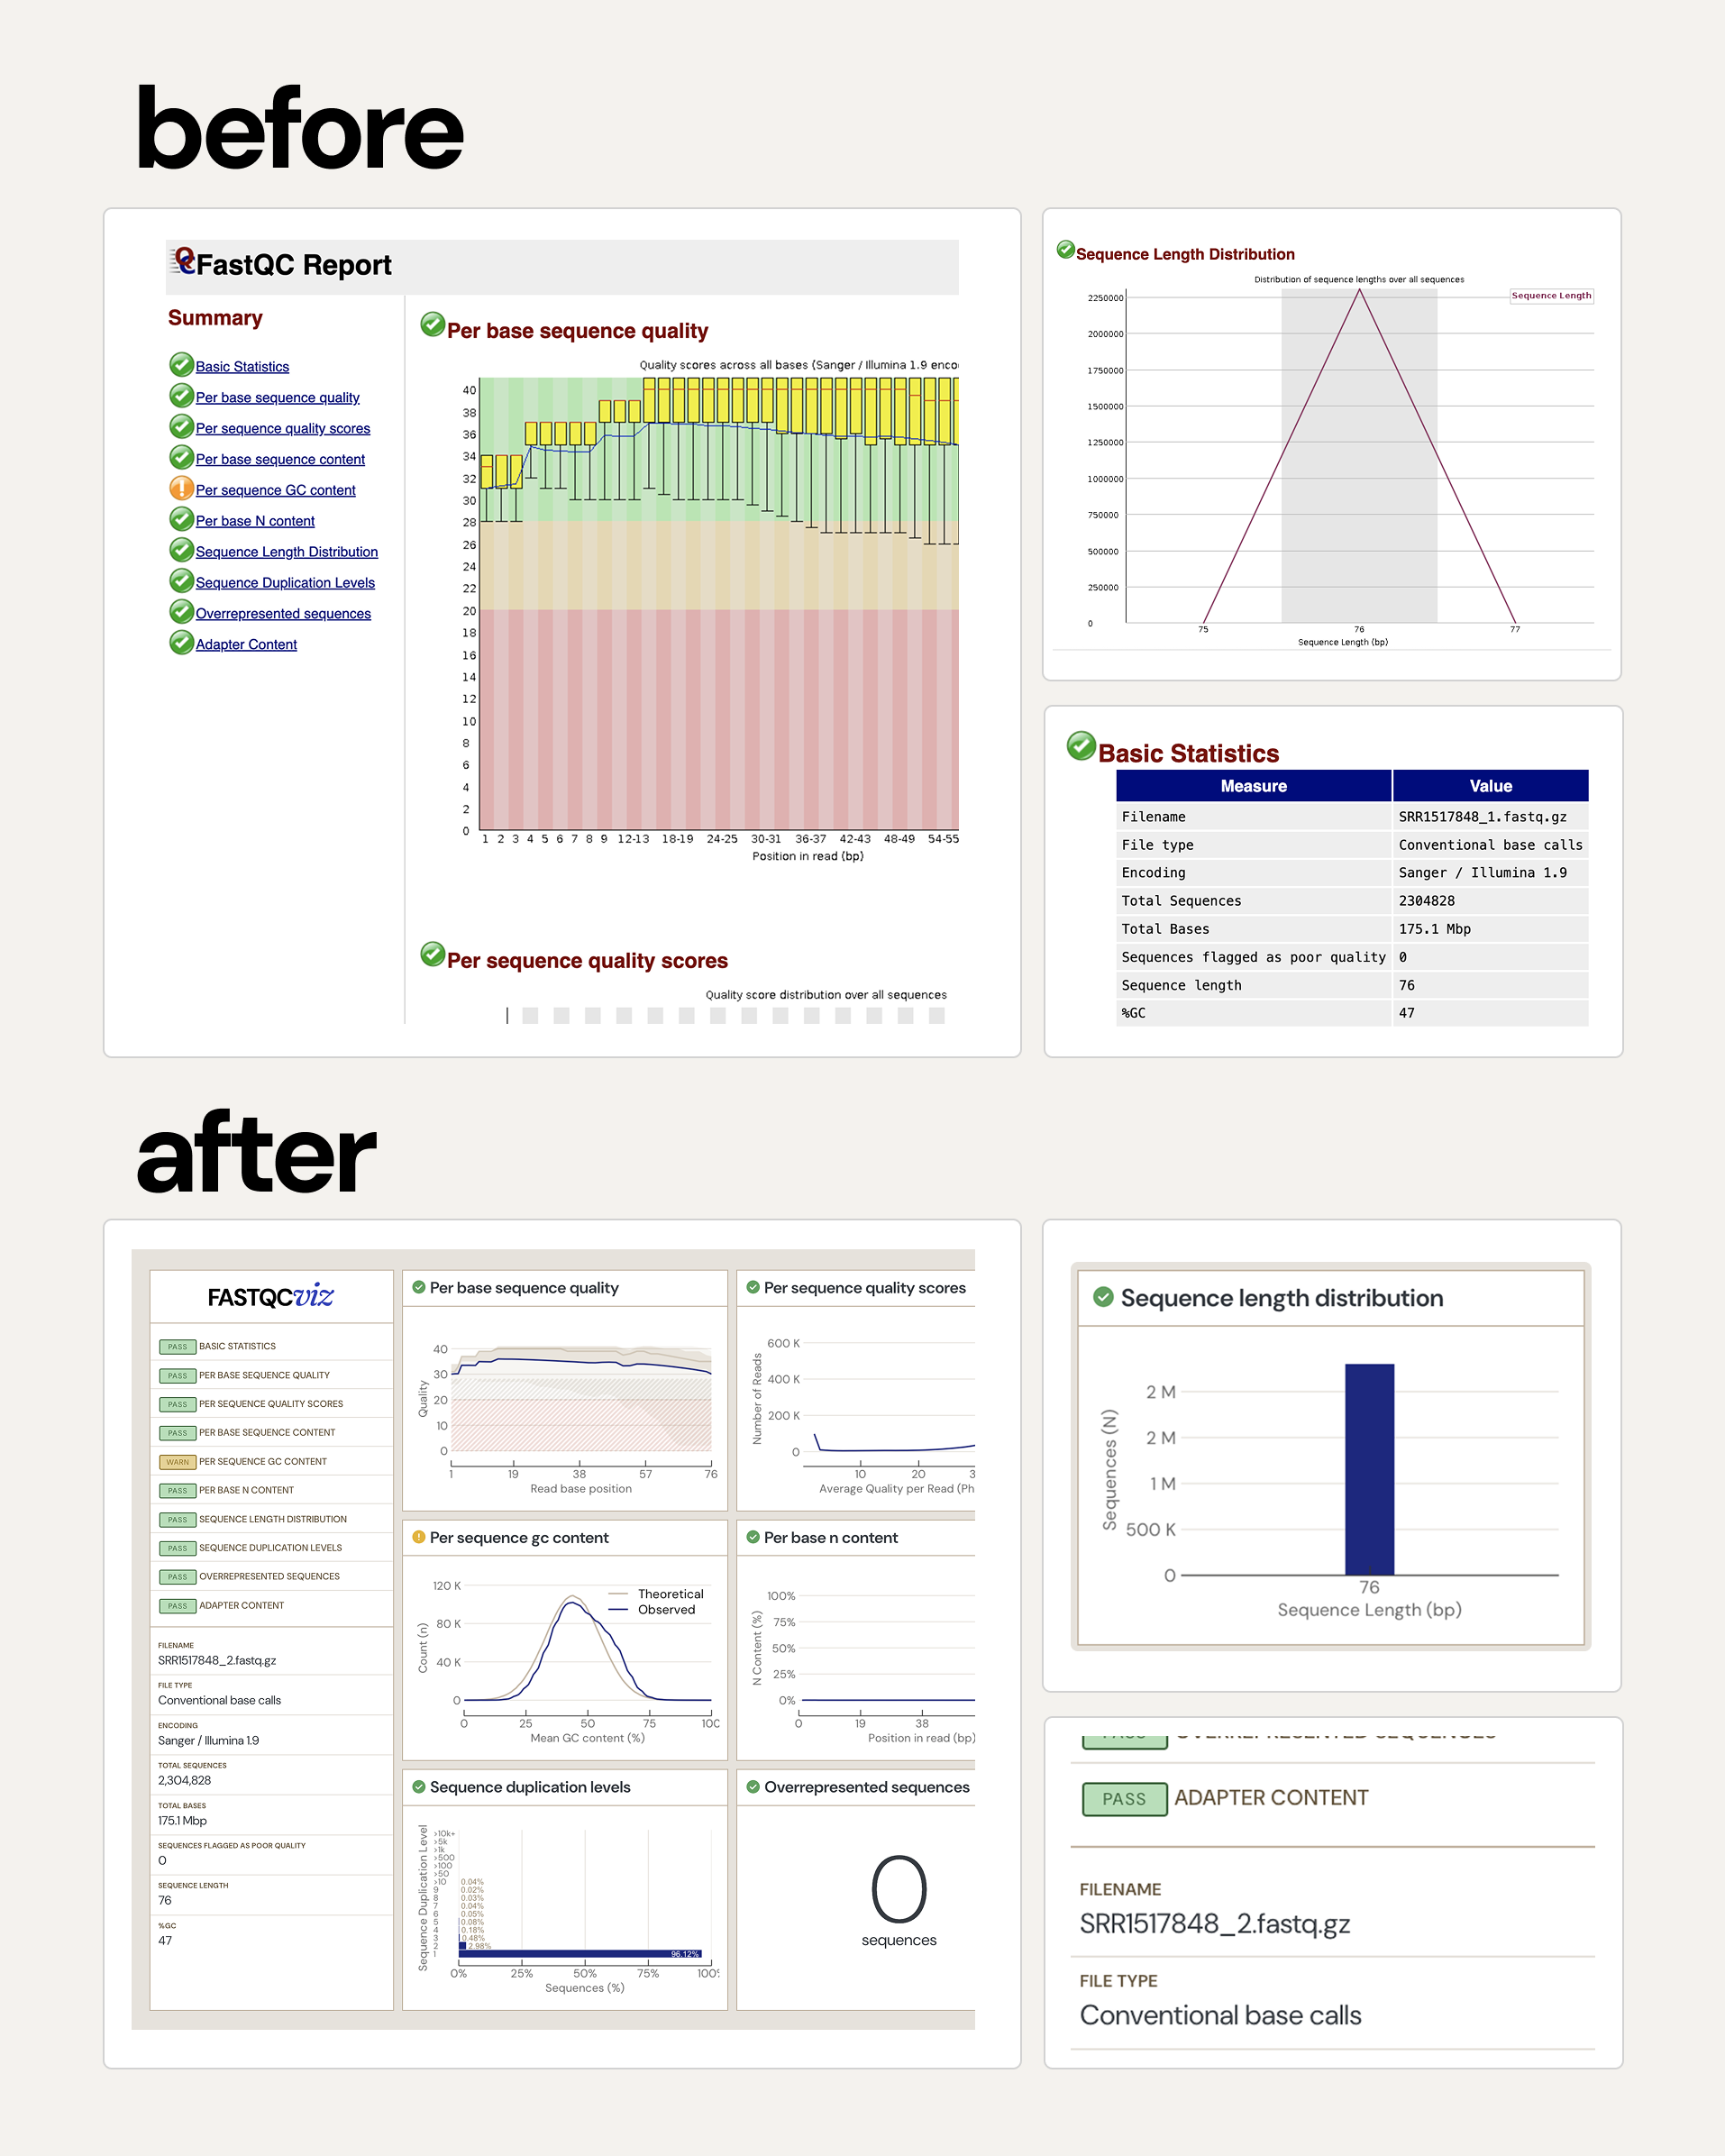 before
FastQC Report
Summary
Basic Statistics
Per base sequence quality
Per sequence quality scores
Per base sequence content
Per sequence GC content
Per base N content
Sequence Length Distribution
Sequence Duplication Levels
Overrepresented sequences
Adapter Content
Per base sequence quality
Quality scores across all bases (Sanger / Illumina 1.9 enco
40
38
36
34
32
30
28
26
24
22
20
18
16
14
12
10
8
6
4
2
0
1 2 3 4 5 6 7 8 9 12-13 18-19 24-25 30-31 36-37 42-43 48-49 54-55
Position in read (bp)
Per sequence quality scores
Quality score distribution over all sequences
Sequence Length Distribution
Distribution of sequence lengths over all sequences
Sequence Length
2250000
2000000
1750000
1500000
1250000
1000000
750000
500000
250000
0
75 76 77
Sequence Length (bp)
Basic Statistics
Measure Value
Filename SRR1517848_1.fastq.gz
File type Conventional base calls
Encoding Sanger / Illumina 1.9
Total Sequences 2304828
Total Bases 175.1 Mbp
Sequences flagged as poor quality 0
Sequence length 76
%GC 47
after
FASTQCviz
PASS BASIC STATISTICS
PASS PER BASE SEQUENCE QUALITY
PASS PER SEQUENCE QUALITY SCORES
PASS PER BASE SEQUENCE CONTENT
WARN PER SEQUENCE GC CONTENT
PASS PER BASE N CONTENT
PASS SEQUENCE LENGTH DISTRIBUTION
PASS SEQUENCE DUPLICATION LEVELS
PASS OVERREPRESENTED SEQUENCES
PASS ADAPTER CONTENT
FILENAME
SRR1517848_2.fastq.gz
FILE TYPE
Conventional base calls
ENCODING
Sanger / Illumina 1.9
TOTAL SEQUENCES
2,304,828
TOTAL BASES
175.1 Mbp
SEQUENCES FLAGGED AS POOR QUALITY
0
SEQUENCE LENGTH
76
%GC
47
Per base sequence quality
Quality
40
30
20
10
0
1 19 38 57 76
Read base position
Per sequence quality scores
Number of Reads
600 K
400 K
200 K
0
10 20 3
Average Quality per Read (Ph
Per sequence gc content
Theoretical
Observed
Count (n)
120 K
80 K
40 K
0
0 25 50 75 100
Mean GC content (%)
Per base n content
N Content (%)
100%
75%
50%
25%
0%
0 19 38
Position in read (bp)
Sequence duplication levels
Sequence Duplication Level
>10k+
>5k
>1k
>500
>100
>50
>10 0.04%
9 0.02%
8 0.03%
7 0.04%
6 0.05%
5 0.08%
4 0.18%
3 0.48%
2 2.98%
1 96.12%
0% 25% 50% 75% 100%
Sequences (%)
Overrepresented sequences
0
sequences
Sequence length distribution
Sequences (N)
2 M
2 M
1 M
500 K
0
76
Sequence Length (bp)
PASS OVERREPRESENTED SEQUENCES
PASS ADAPTER CONTENT
FILENAME
SRR1517848_2.fastq.gz
FILE TYPE
Conventional base calls